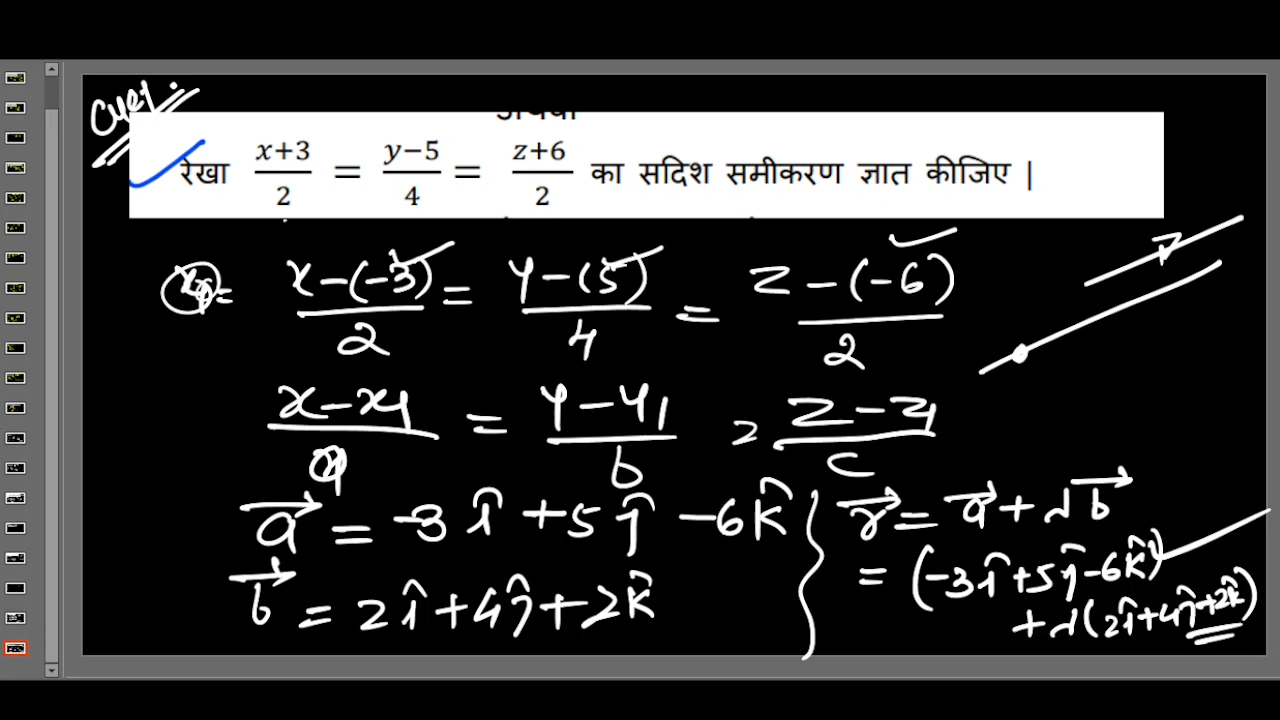 Ques.
अथवा
रेखा x+3/2 = y−5/4 = z+6/2 का सदिश समीकरण ज्ञात कीजिए |
x-(-3)/2 = y-(5)/4 = z-(-6)/2
x-x₁/a = y-y₁/b = z-z₁/c
a⃗ = -3î +5ĵ -6k̂ } r⃗ = a⃗ + λb⃗
= (-3î+5ĵ-6k̂)
b⃗ = 2î+4ĵ+2k̂
+λ(2î+4ĵ+2k̂)